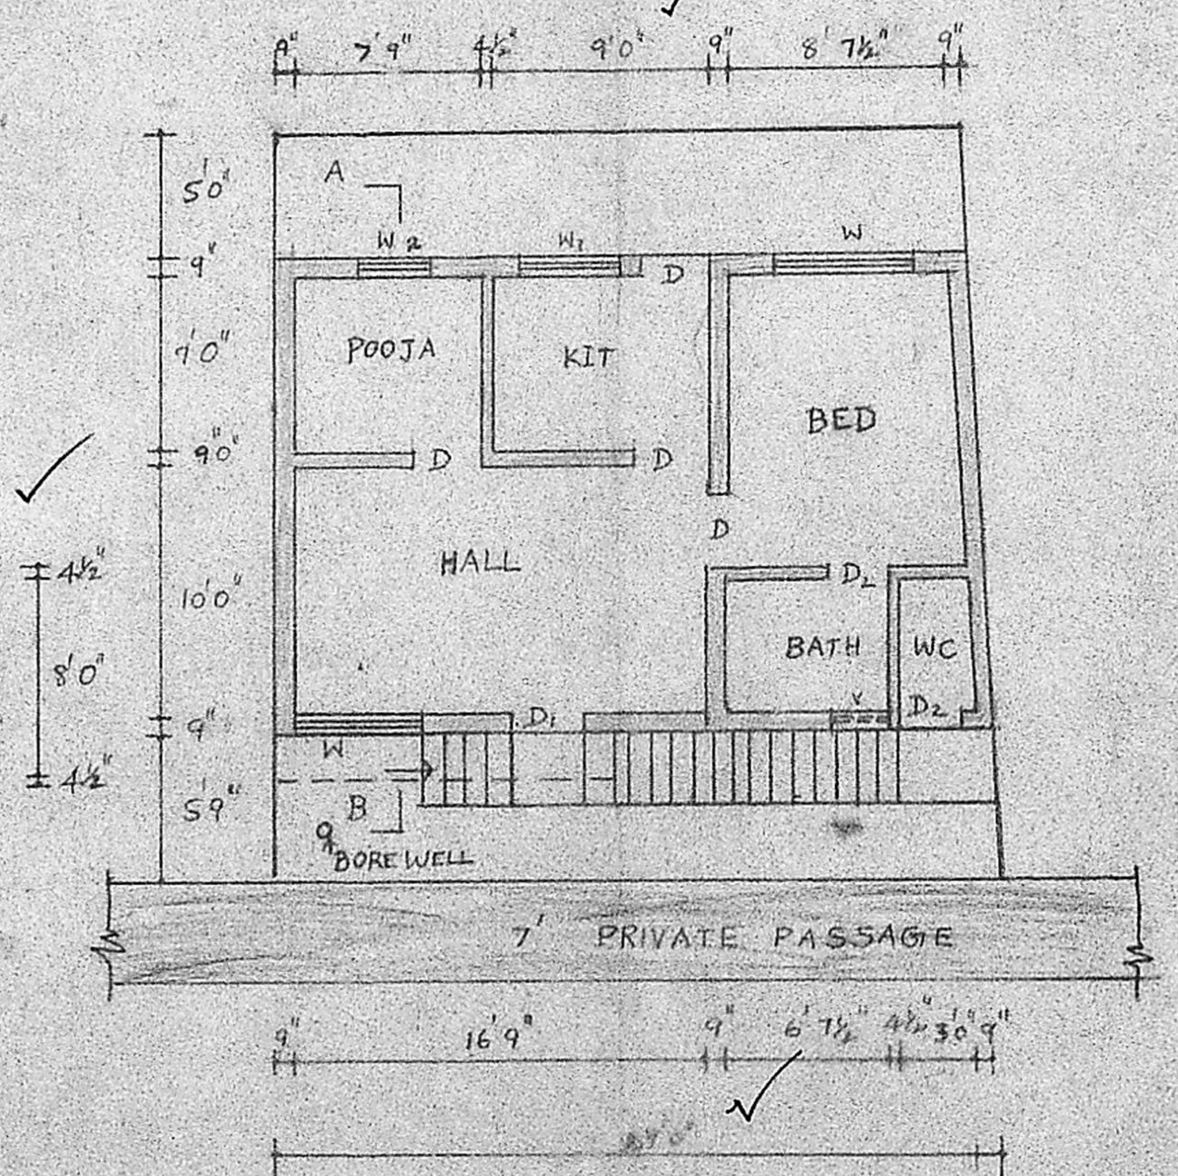 9" 7'9" 4½" 9'0" 9" 8'7½" 9"
5'0"
A
W2 W1 W
9"
D
7'0"
POOJA KIT
BED
9"0"
D D
D
HALL
4½"
D2
10'0"
8'0"
BATH WC
V
9" D1 D2
W
4½"
5'9"
B
BOREWELL
7' PRIVATE PASSAGE
9" 16'9" 9" 6'7½" 4½" 3'0" 9"